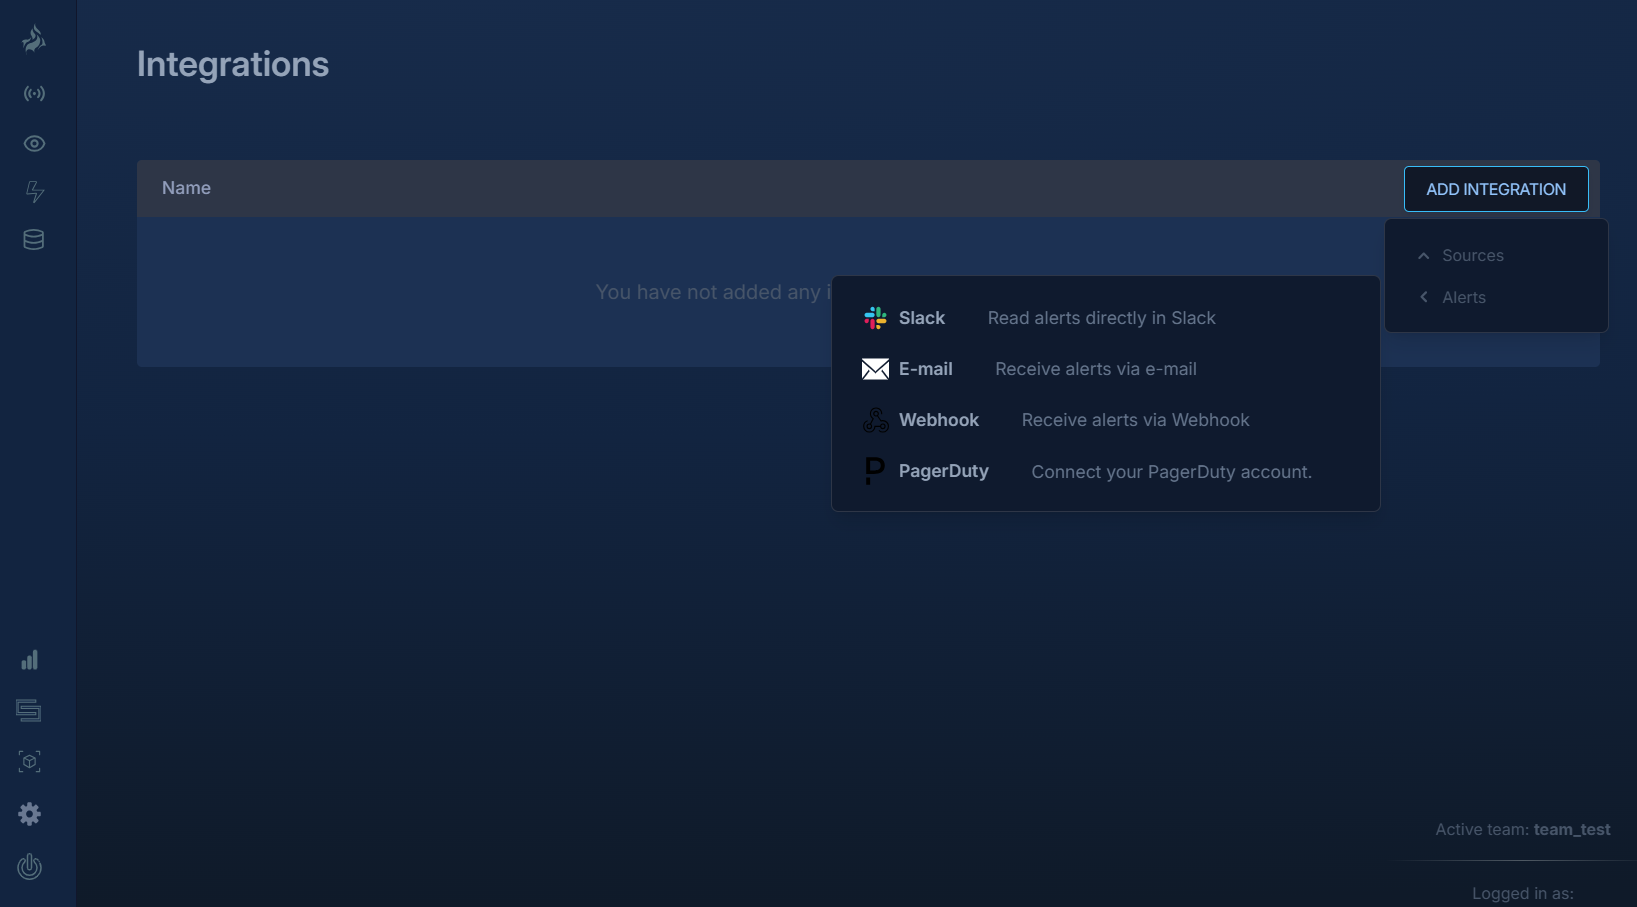 Integrations
Name
ADD INTEGRATION
Sources
Alerts
You have not added any
Slack Read alerts directly in Slack
E-mail Receive alerts via e-mail
Webhook Receive alerts via Webhook
PagerDuty Connect your PagerDuty account.
Active team: team_test
Logged in as: